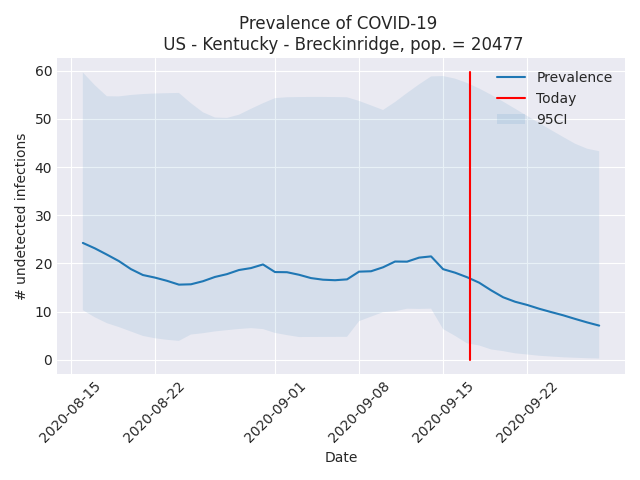 Prevalence of COVID-19
US - Kentucky - Breckinridge, pop. = 20477
Prevalence
Today
95CI
# undetected infections
60
50
40
30
20
10
0
2020-08-15
2020-08-22
2020-09-01
2020-09-08
2020-09-15
2020-09-22
Date